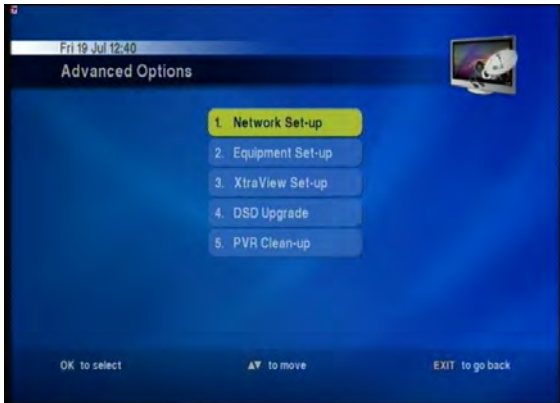 Fri 19 Jul 12:40
Advanced Options
1. Network Set-up
2. Equipment Set-up
3. XtraView Set-up
4. DSD Upgrade
5. PVR Clean-up
OK to select
▲▼ to move
EXIT to go back